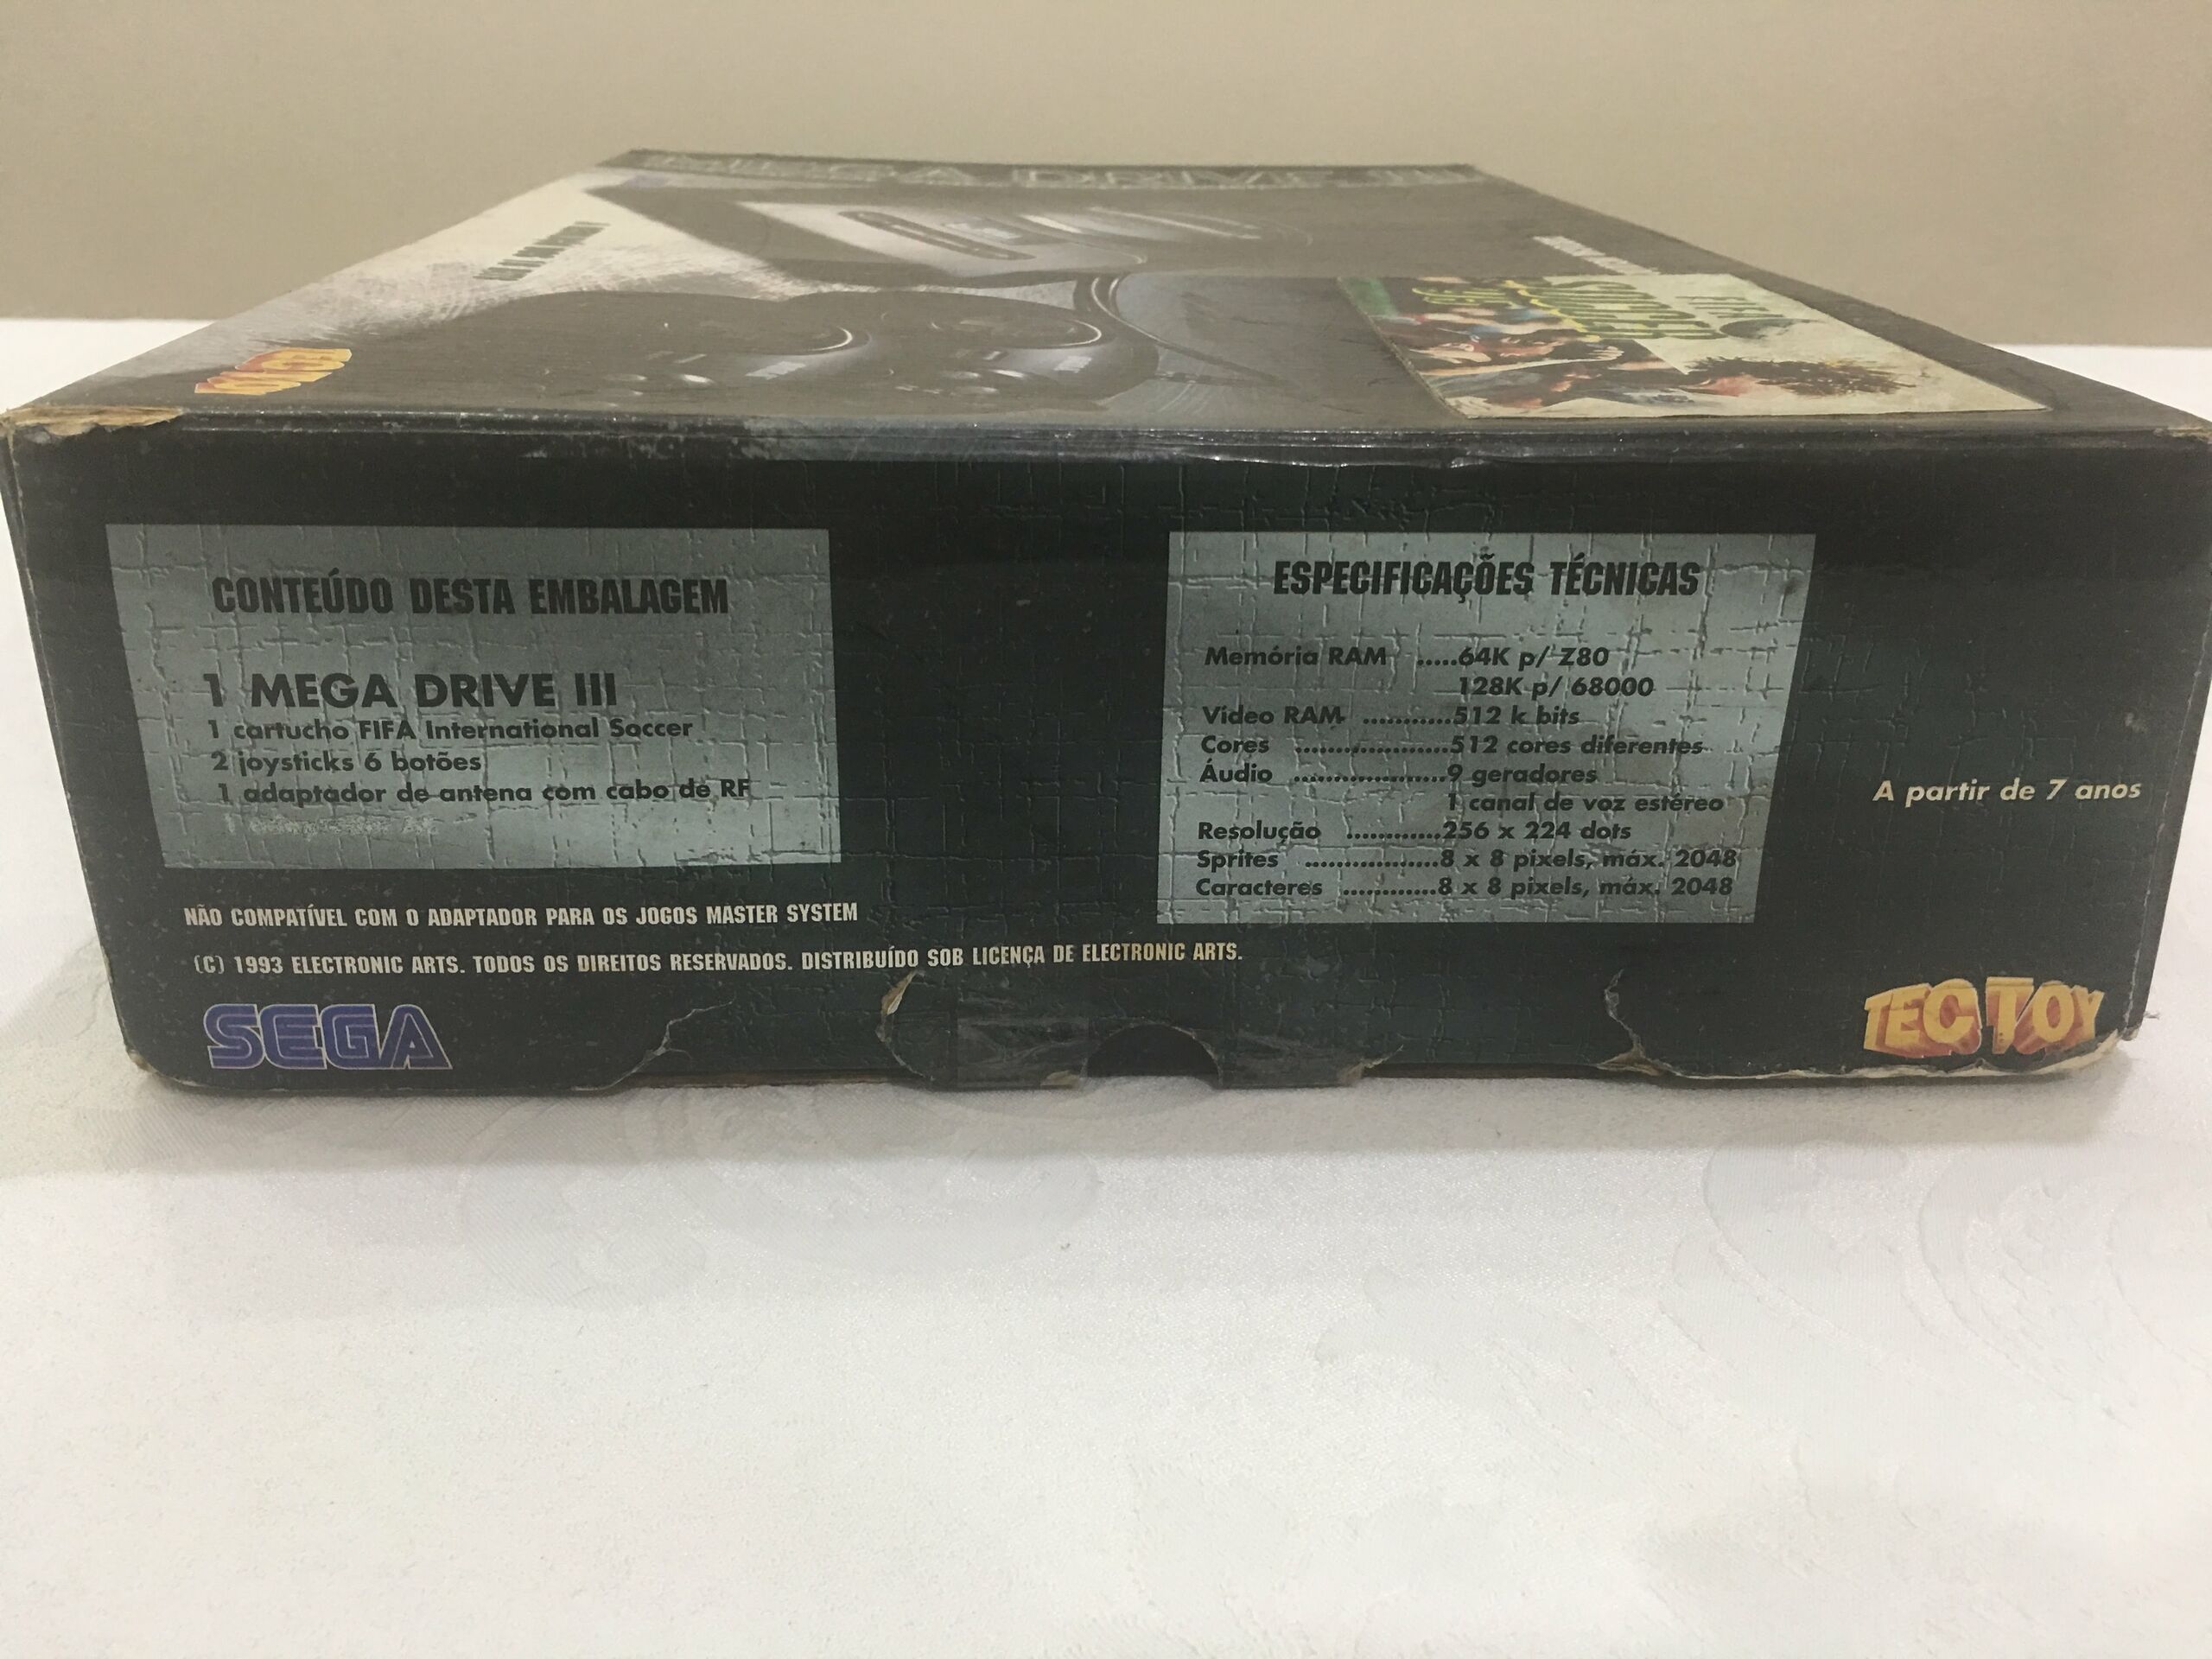 MEGA DRIVE III
CONTEÚDO DESTA EMBALAGEM
1 MEGA DRIVE III
1 cartucho FIFA International Soccer
2 joysticks 6 botões
1 adaptador de antena com cabo de RF
NÃO COMPATÍVEL COM O ADAPTADOR PARA OS JOGOS MASTER SYSTEM
(C) 1993 ELECTRONIC ARTS. TODOS OS DIREITOS RESERVADOS. DISTRIBUÍDO SOB LICENÇA DE ELECTRONIC ARTS.
SEGA
ESPECIFICAÇÕES TÉCNICAS
Memória RAM .....64K p/ Z80
128K p/ 68000
Vídeo RAM ...........512 k bits
Cores ...................512 cores diferentes
Áudio ...................9 geradores
1 canal de voz estéreo
Resolução ............256 x 224 dots
Sprites .................8 x 8 pixels, máx. 2048
Caracteres ............8 x 8 pixels, máx. 2048
A partir de 7 anos
TEC TOY